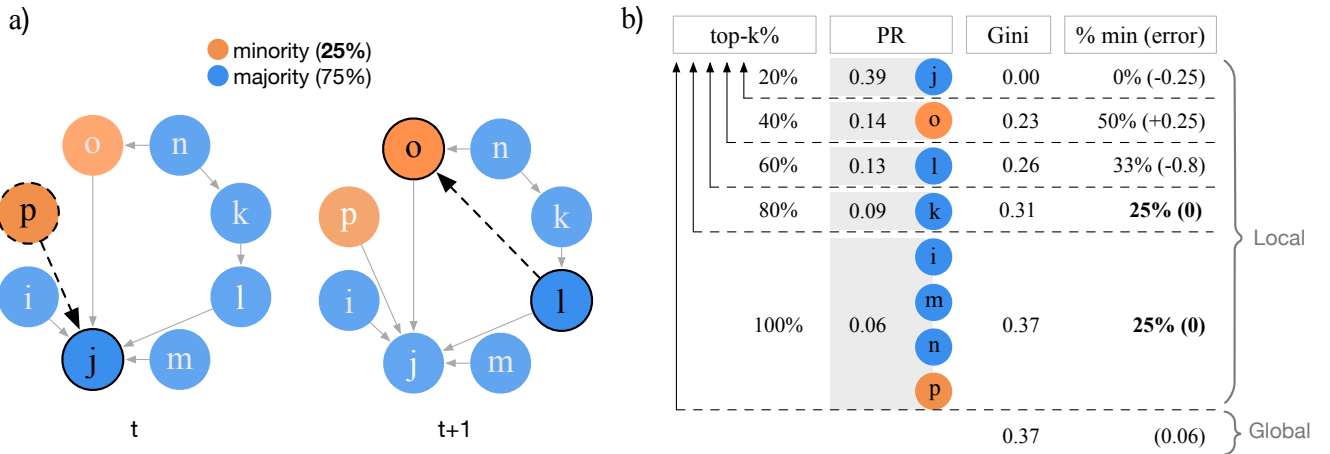 a)
minority (25%)
majority (75%)
o n
p k
i l
j m
t
o n
p k
i l
j m
t+1
b)
top-k% PR Gini % min (error)
20% 0.39 j 0.00 0% (-0.25)
40% 0.14 o 0.23 50% (+0.25)
60% 0.13 l 0.26 33% (-0.8)
80% 0.09 k 0.31 25% (0)
i
m
100% 0.06 0.37 25% (0)
n
p
Local
0.37 (0.06) Global